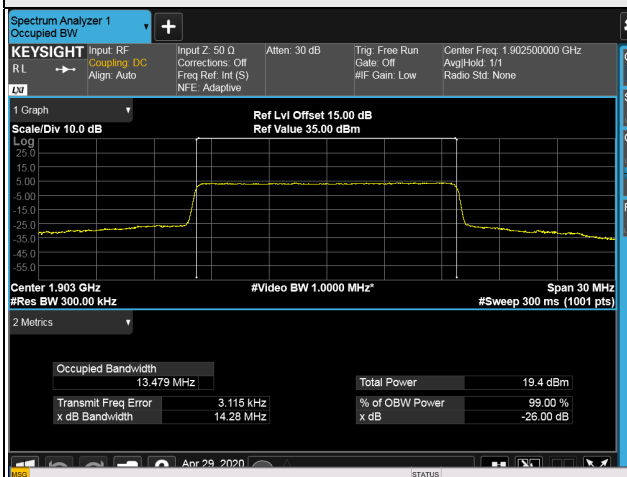 Spectrum Analyzer 1
Occupied BW
+
KEYSIGHT Input: RF Input Z: 50 Ω Atten: 30 dB Trig: Free Run Center Freq: 1.902500000 GHz
RL Coupling: DC Corrections: Off Gate: Off Avg|Hold: 1/1
Align: Auto Freq Ref: Int (S) #IF Gain: Low Radio Std: None
LXI NFE: Adaptive
1 Graph
Ref Lvl Offset 15.00 dB
Scale/Div 10.0 dB Ref Value 35.00 dBm
Log
25.0
15.0
5.00
-5.00
-15.0
-25.0
-35.0
-45.0
-55.0
Center 1.903 GHz #Video BW 1.0000 MHz* Span 30 MHz
#Res BW 300.00 kHz #Sweep 300 ms (1001 pts)
2 Metrics
Occupied Bandwidth
13.479 MHz Total Power 19.4 dBm
Transmit Freq Error 3.115 kHz % of OBW Power 99.00 %
x dB Bandwidth 14.28 MHz x dB -26.00 dB
Apr 29, 2020
MSG STATUS